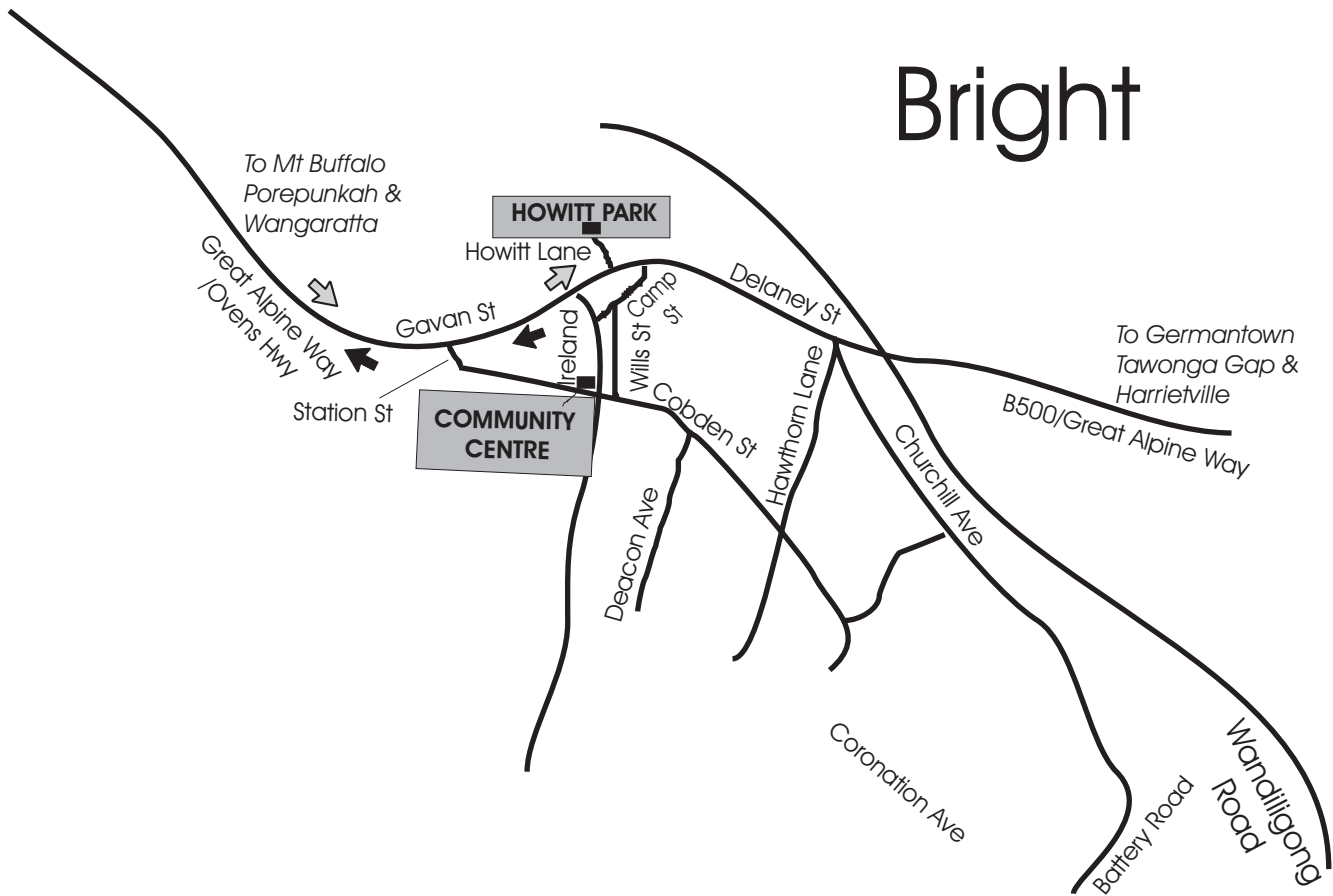 Bright
To Mt Buffalo
Porepunkah &
Wangaratta
HOWITT PARK
Howitt Lane
Great Alpine Way
/Ovens Hwy
Gavan St
Station St
Ireland
Wills St
Camp
St
Delaney St
To Germantown
Tawonga Gap &
Harrietville
B500/Great Alpine Way
COMMUNITY
CENTRE
Cobden St
Hawthorn Lane
Churchill Ave
Deacon Ave
Coronation Ave
Battery Road
Wandiligong
Road